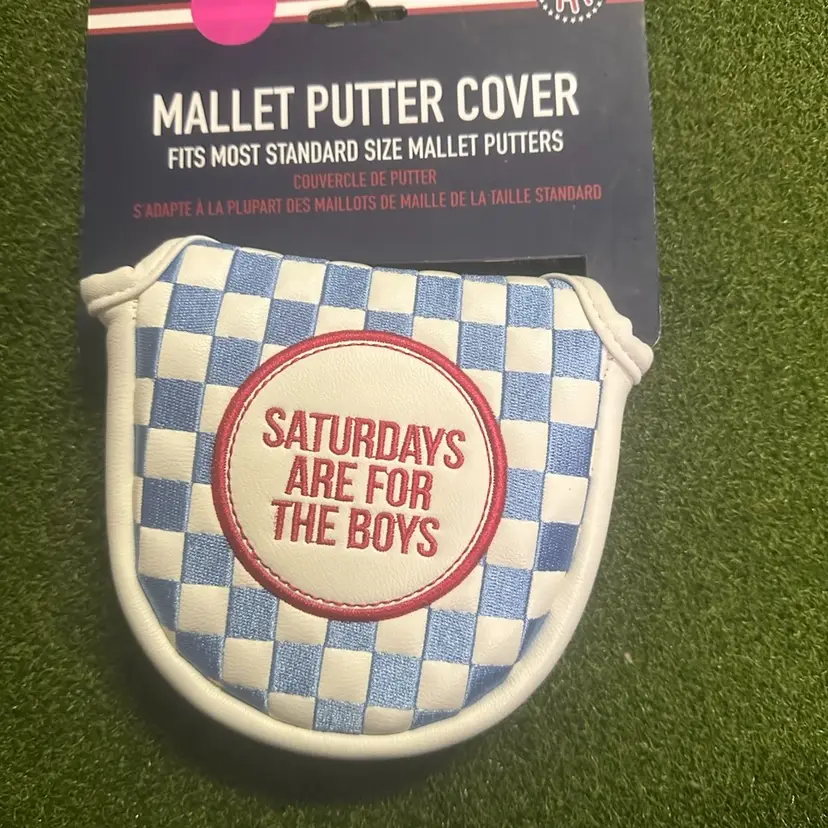 MALLET PUTTER COVER
FITS MOST STANDARD SIZE MALLET PUTTERS
COUVERCLE DE PUTTER
S'ADAPTE À LA PLUPART DES MAILLOTS DE MAILLE DE LA TAILLE STANDARD
SATURDAYS
ARE FOR
THE BOYS